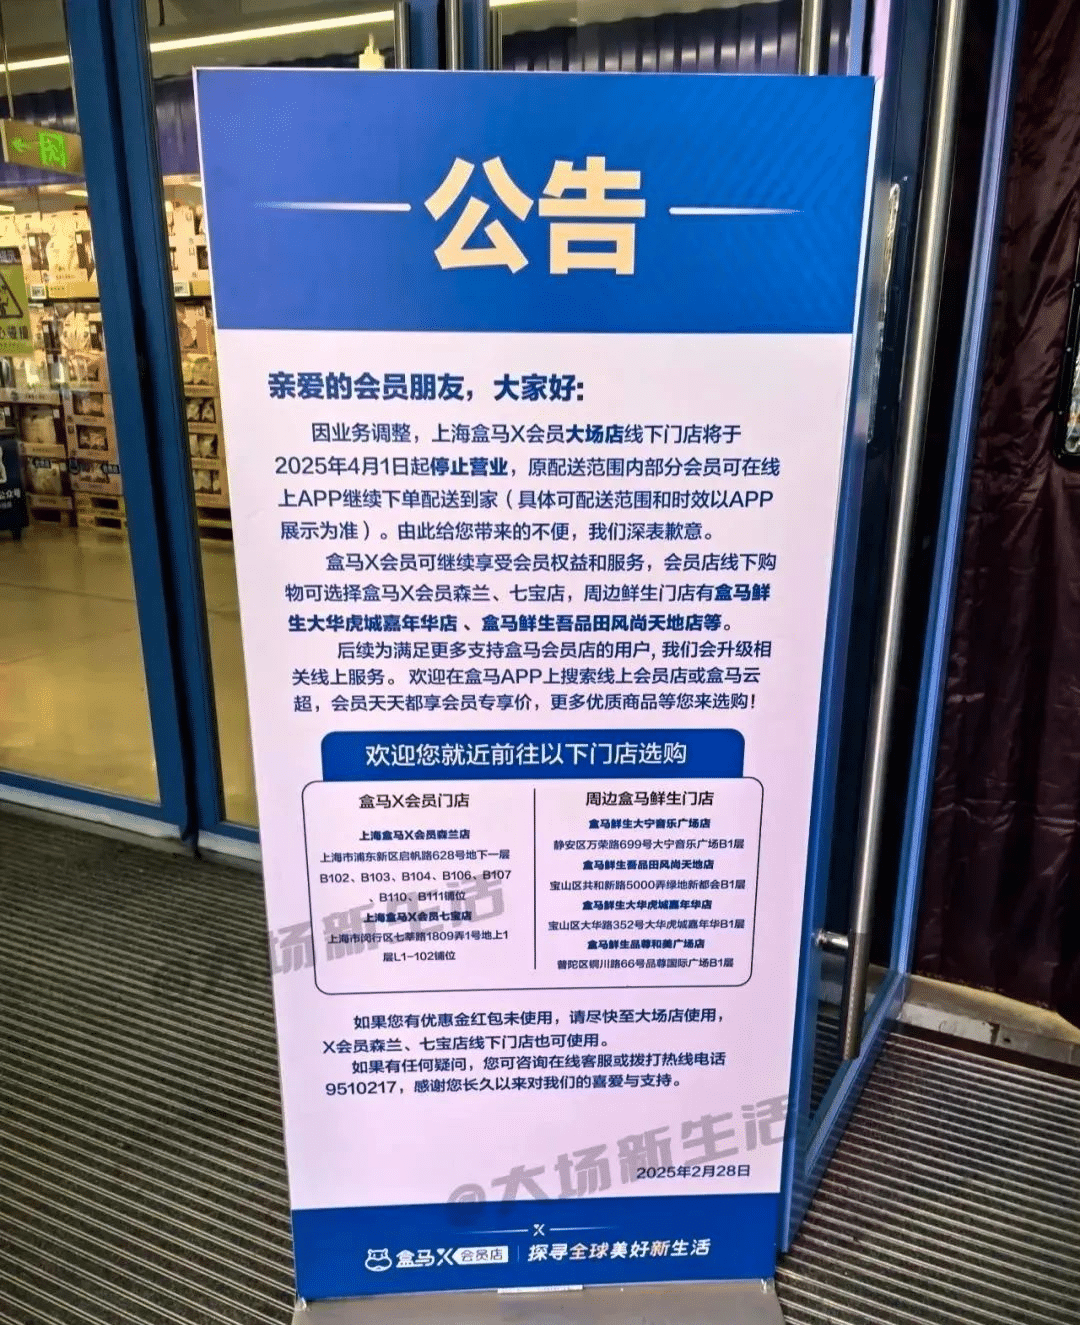 公告
亲爱的会员朋友，大家好:
因业务调整，上海盒马X会员大场店线下门店将于
2025年4月1日起停止营业，原配送范围内部分会员可在线
上APP继续下单配送到家（具体可配送范围和时效以APP
展示为准）。由此给您带来的不便，我们深表歉意。
盒马X会员可继续享受会员权益和服务，会员店线下购
物可选择盒马X会员森兰、七宝店，周边鲜生门店有盒马鲜
生大华虎城嘉年华店、盒马鲜生吾品田风尚天地店等。
后续为满足更多支持盒马会员店的用户，我们会升级相
关线上服务。欢迎在盒马APP上搜索线上会员店或盒马云
超，会员天天都享会员专享价，更多优质商品等您来选购！
欢迎您就近前往以下门店选购
盒马X会员门店
上海盒马X会员森兰店
上海市浦东新区启帆路628号地下一层
B102、B103、B104、B106、B107
、B110、B111铺位
上海盒马X会员七宝店
上海市闵行区七莘路1809弄1号地上1
层L1-102铺位
周边盒马鲜生门店
盒马鲜生大宁音乐广场店
静安区万荣路699号大宁音乐广场B1层
盒马鲜生吾品田风尚天地店
宝山区共和新路5000弄绿地新都会B1层
盒马鲜生大华虎城嘉年华店
宝山区大华路352号大华虎城嘉年华B1层
盒马鲜生品尊和美广场店
普陀区铜川路66号品尊国际广场B1层
如果您有优惠金红包未使用，请尽快至大场店使用，
X会员森兰、七宝店线下门店也可使用。
如果有任何疑问，您可咨询在线客服或拨打热线电话
9510217，感谢您长久以来对我们的喜爱与支持。
2025年2月28日
盒马X会员店 探寻全球美好新生活
@大场新生活
@大场新生活